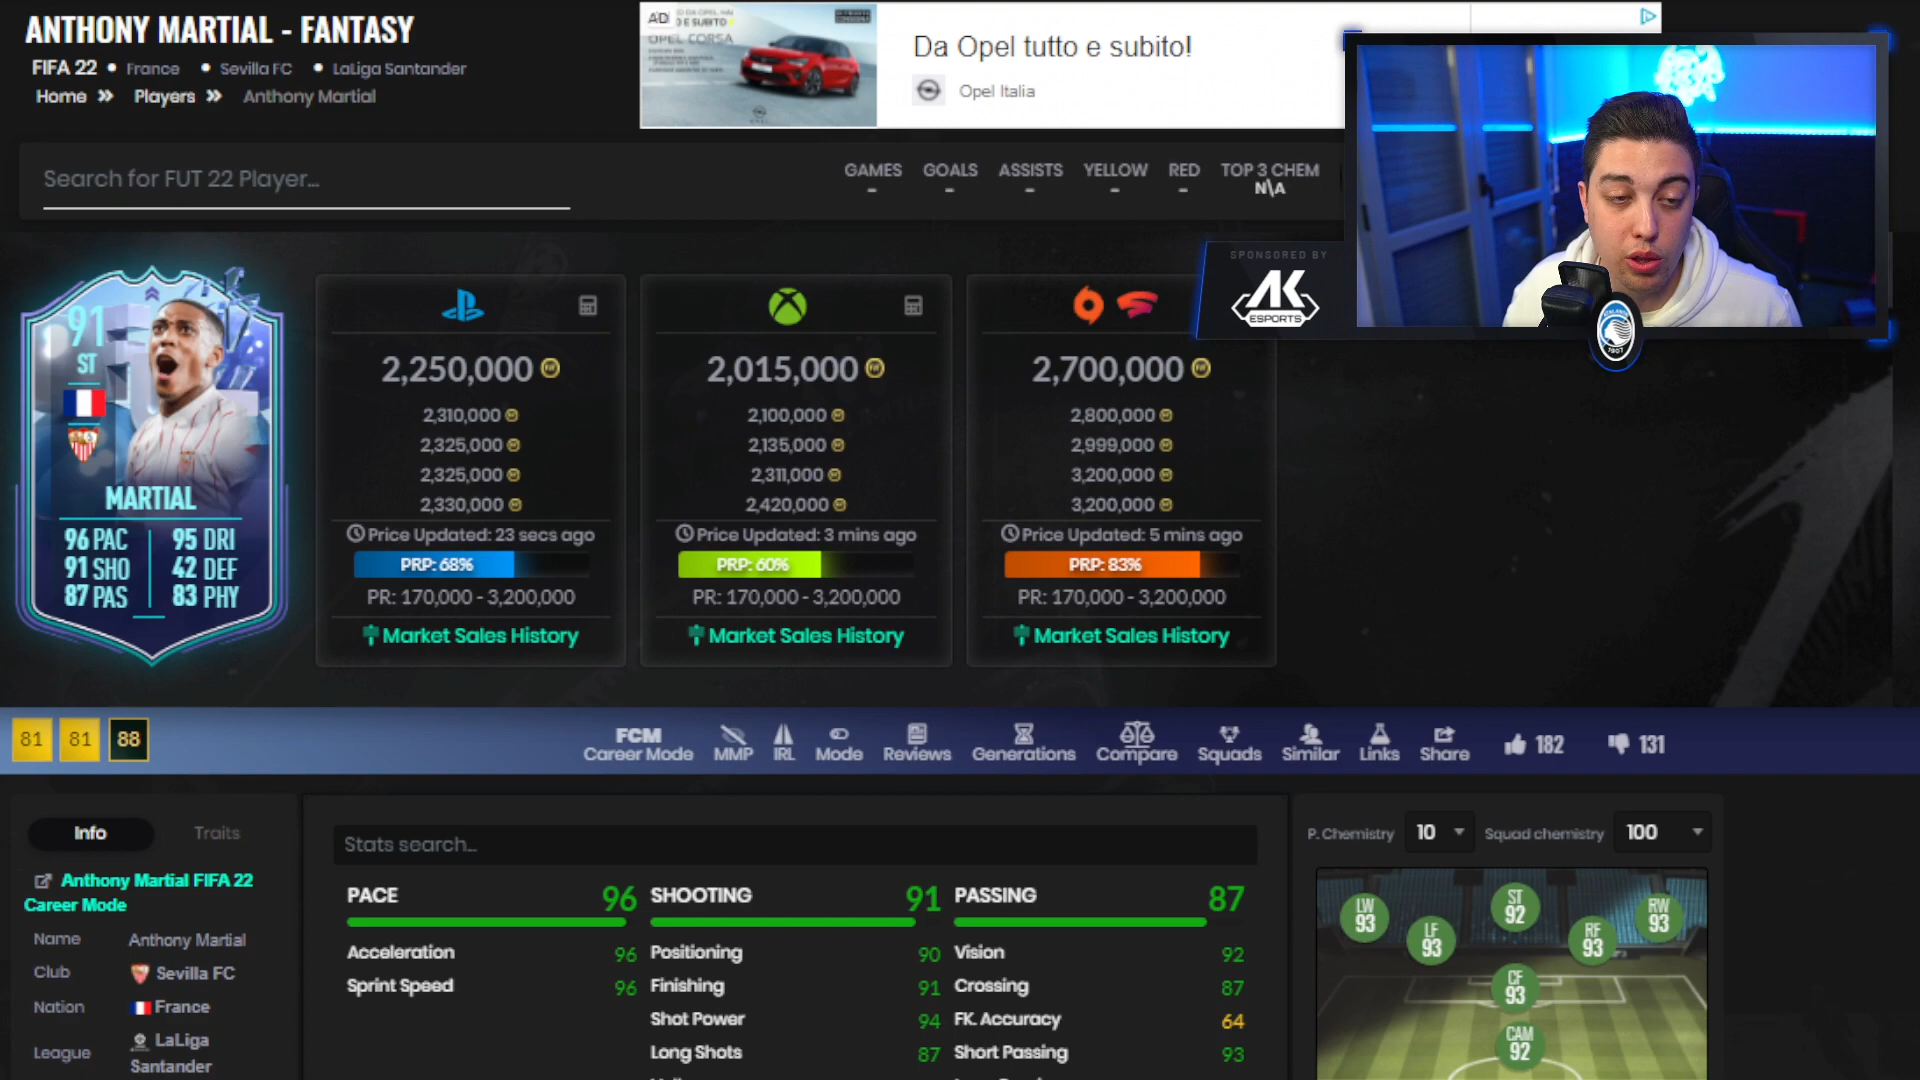 ANTHONY MARTIAL - FANTASY
FIFA 22 • France • Sevilla FC • LaLiga Santander
Home » Players » Anthony Martial
AD
O E SUBITO
OPEL CORSA
Da Opel tutto e subito!
Opel Italia
Search for FUT 22 Player...
GAMES GOALS ASSISTS YELLOW RED TOP 3 CHEM
- - - - - N\A
SPONSORED BY
AK
ESPORTS
ATALANTA
1907
91
ST
MARTIAL
96 PAC 95 DRI
91 SHO 42 DEF
87 PAS 83 PHY
2,250,000
2,310,000
2,325,000
2,325,000
2,330,000
Price Updated: 23 secs ago
PRP: 68%
PR: 170,000 - 3,200,000
Market Sales History
2,015,000
2,100,000
2,135,000
2,311,000
2,420,000
Price Updated: 3 mins ago
PRP: 60%
PR: 170,000 - 3,200,000
Market Sales History
2,700,000
2,800,000
2,999,000
3,200,000
3,200,000
Price Updated: 5 mins ago
PRP: 83%
PR: 170,000 - 3,200,000
Market Sales History
81 81 88
FCM
Career Mode MMP IRL Mode Reviews Generations Compare Squads Similar Links Share 182 131
Info Traits
Anthony Martial FIFA 22
Career Mode
Name Anthony Martial
Club Sevilla FC
Nation France
League LaLiga
Santander
Stats search...
PACE 96
Acceleration 96
Sprint Speed 96
SHOOTING 91
Positioning 90
Finishing 91
Shot Power 94
Long Shots 87
PASSING 87
Vision 92
Crossing 87
FK. Accuracy 64
Short Passing 93
P. Chemistry 10 Squad chemistry 100
LW
93
LF
93
ST
92
RF
93
RW
93
CF
93
CAM
92